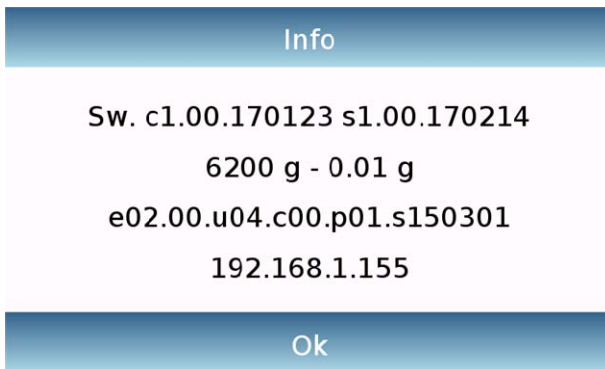 Info
Sw. c1.00.170123 s1.00.170214
6200 g - 0.01 g
e02.00.u04.c00.p01.s150301
192.168.1.155
Ok